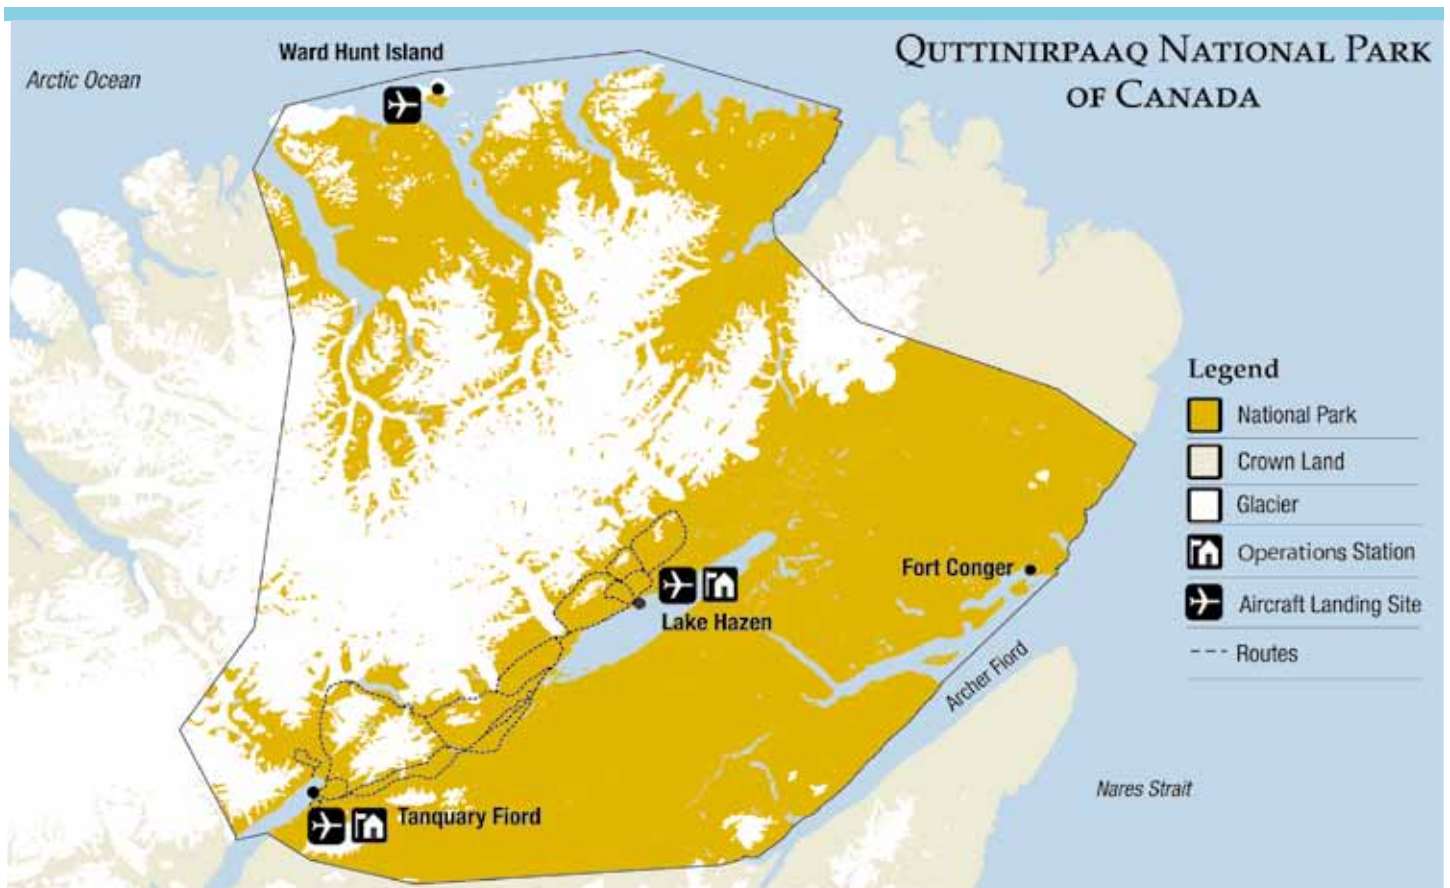 Ward Hunt Island
Arctic Ocean
QUTTINIRPAAQ NATIONAL PARK
OF CANADA
Legend
National Park
Crown Land
Glacier
Operations Station
Aircraft Landing Site
Routes
Fort Conger
Lake Hazen
Archer Fiord
Nares Strait
Tanquary Fiord